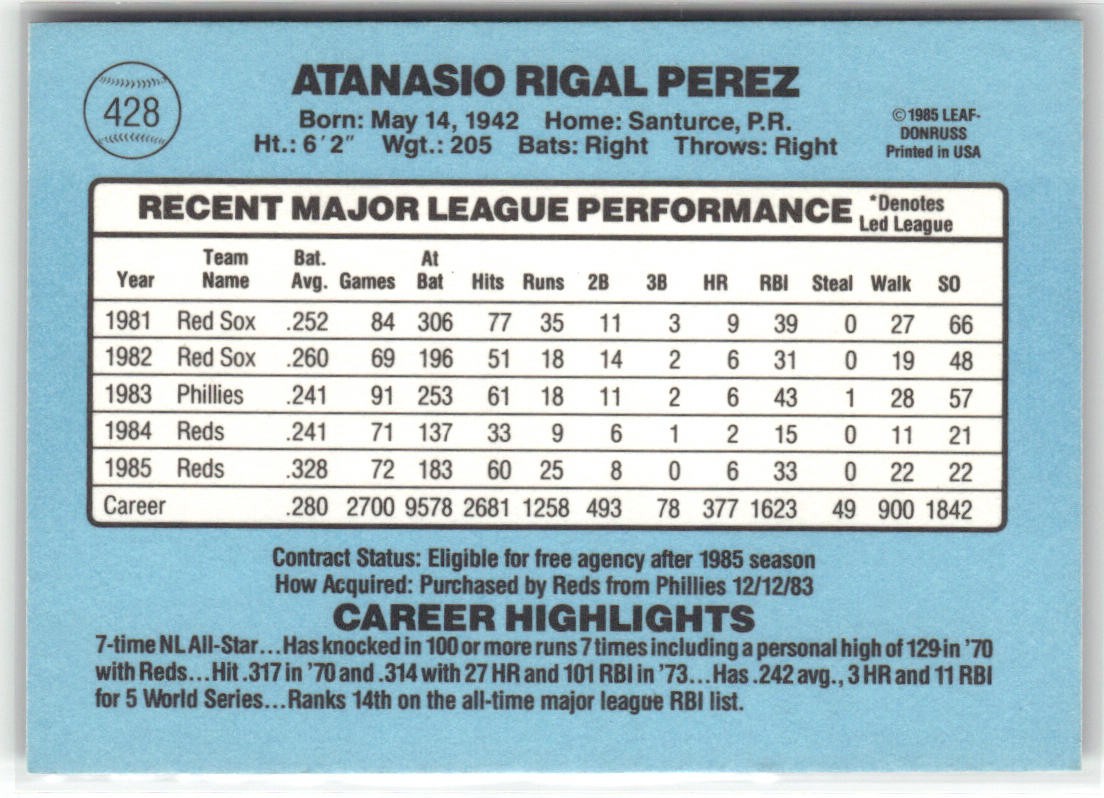 428
ATANASIO RIGAL PEREZ
Born: May 14, 1942 Home: Santurce, P.R.
Ht.: 6'2" Wgt.: 205 Bats: Right Throws: Right
©1985 LEAF-
DONRUSS
Printed in USA
RECENT MAJOR LEAGUE PERFORMANCE *Denotes
Led League
Year Team Name Bat. Avg. Games At Bat Hits Runs 2B 3B HR RBI Steal Walk SO
1981 Red Sox .252 84 306 77 35 11 3 9 39 0 27 66
1982 Red Sox .260 69 196 51 18 14 2 6 31 0 19 48
1983 Phillies .241 91 253 61 18 11 2 6 43 1 28 57
1984 Reds .241 71 137 33 9 6 1 2 15 0 11 21
1985 Reds .328 72 183 60 25 8 0 6 33 0 22 22
Career .280 2700 9578 2681 1258 493 78 377 1623 49 900 1842
Contract Status: Eligible for free agency after 1985 season
How Acquired: Purchased by Reds from Phillies 12/12/83
CAREER HIGHLIGHTS
7-time NL All-Star...Has knocked in 100 or more runs 7 times including a personal high of 129 in '70
with Reds...Hit .317 in '70 and .314 with 27 HR and 101 RBI in '73...Has .242 avg., 3 HR and 11 RBI
for 5 World Series...Ranks 14th on the all-time major league RBI list.